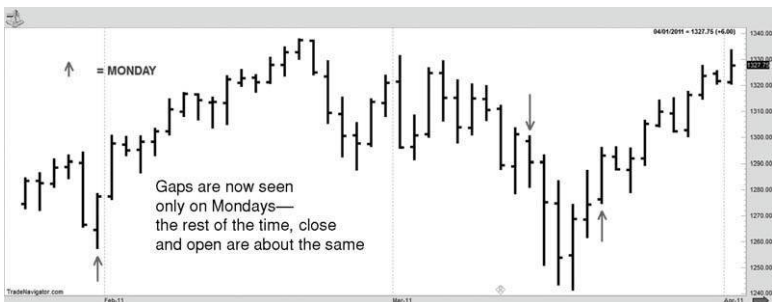 04/01/2011 = 1327.75 (+6.00)
1340.00
1330.00
1327.75
1320.00
1310.00
1300.00
1290.00
1280.00
1270.00
1260.00
1250.00
1240.00
= MONDAY
Gaps are now seen
only on Mondays—
the rest of the time, close
and open are about the same
TradeNavigator.com
Feb-11
Mar-11
Apr-11